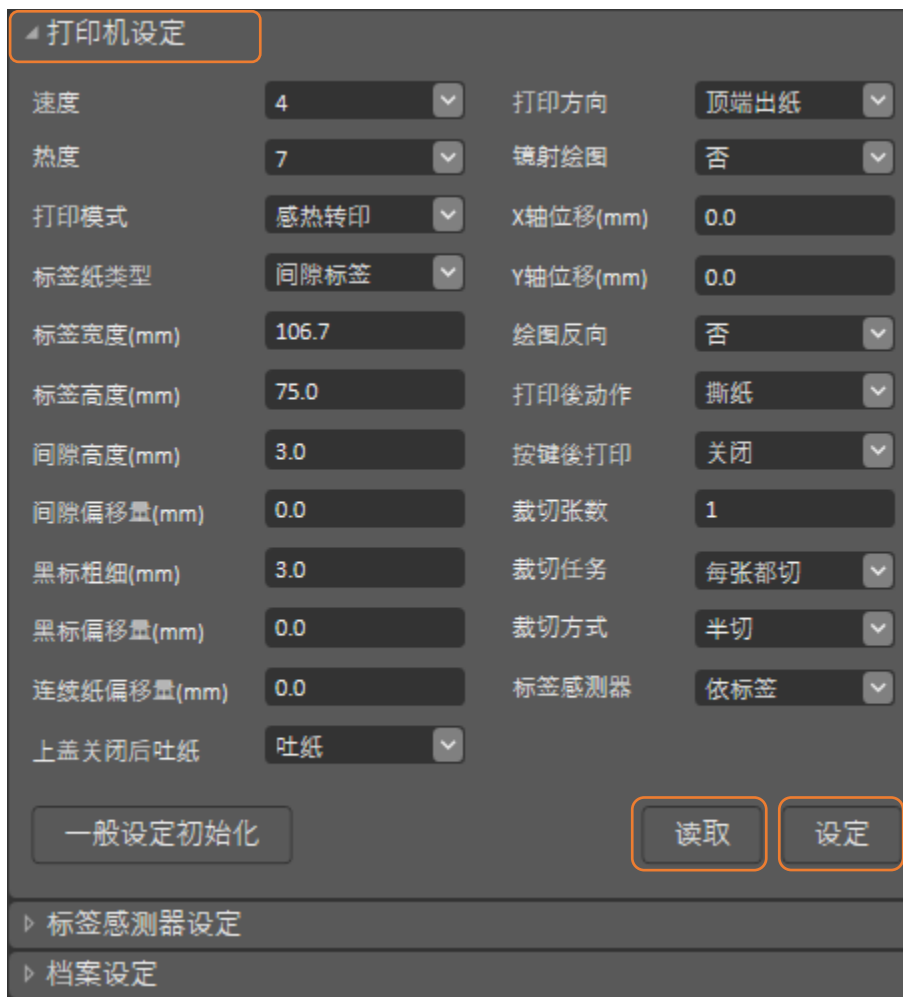 打印机设定
速度 4 打印方向 顶端出纸
热度 7 镜射绘图 否
打印模式 感热转印 X轴位移(mm) 0.0
标签纸类型 间隙标签 Y轴位移(mm) 0.0
标签宽度(mm) 106.7 绘图反向 否
标签高度(mm) 75.0 打印後动作 撕纸
间隙高度(mm) 3.0 按键後打印 关闭
间隙偏移量(mm) 0.0 裁切张数 1
黑标粗细(mm) 3.0 裁切任务 每张都切
黑标偏移量(mm) 0.0 裁切方式 半切
连续纸偏移量(mm) 0.0 标签感测器 依标签
上盖关闭后吐纸 吐纸
一般设定初始化 读取 设定
标签感测器设定
档案设定